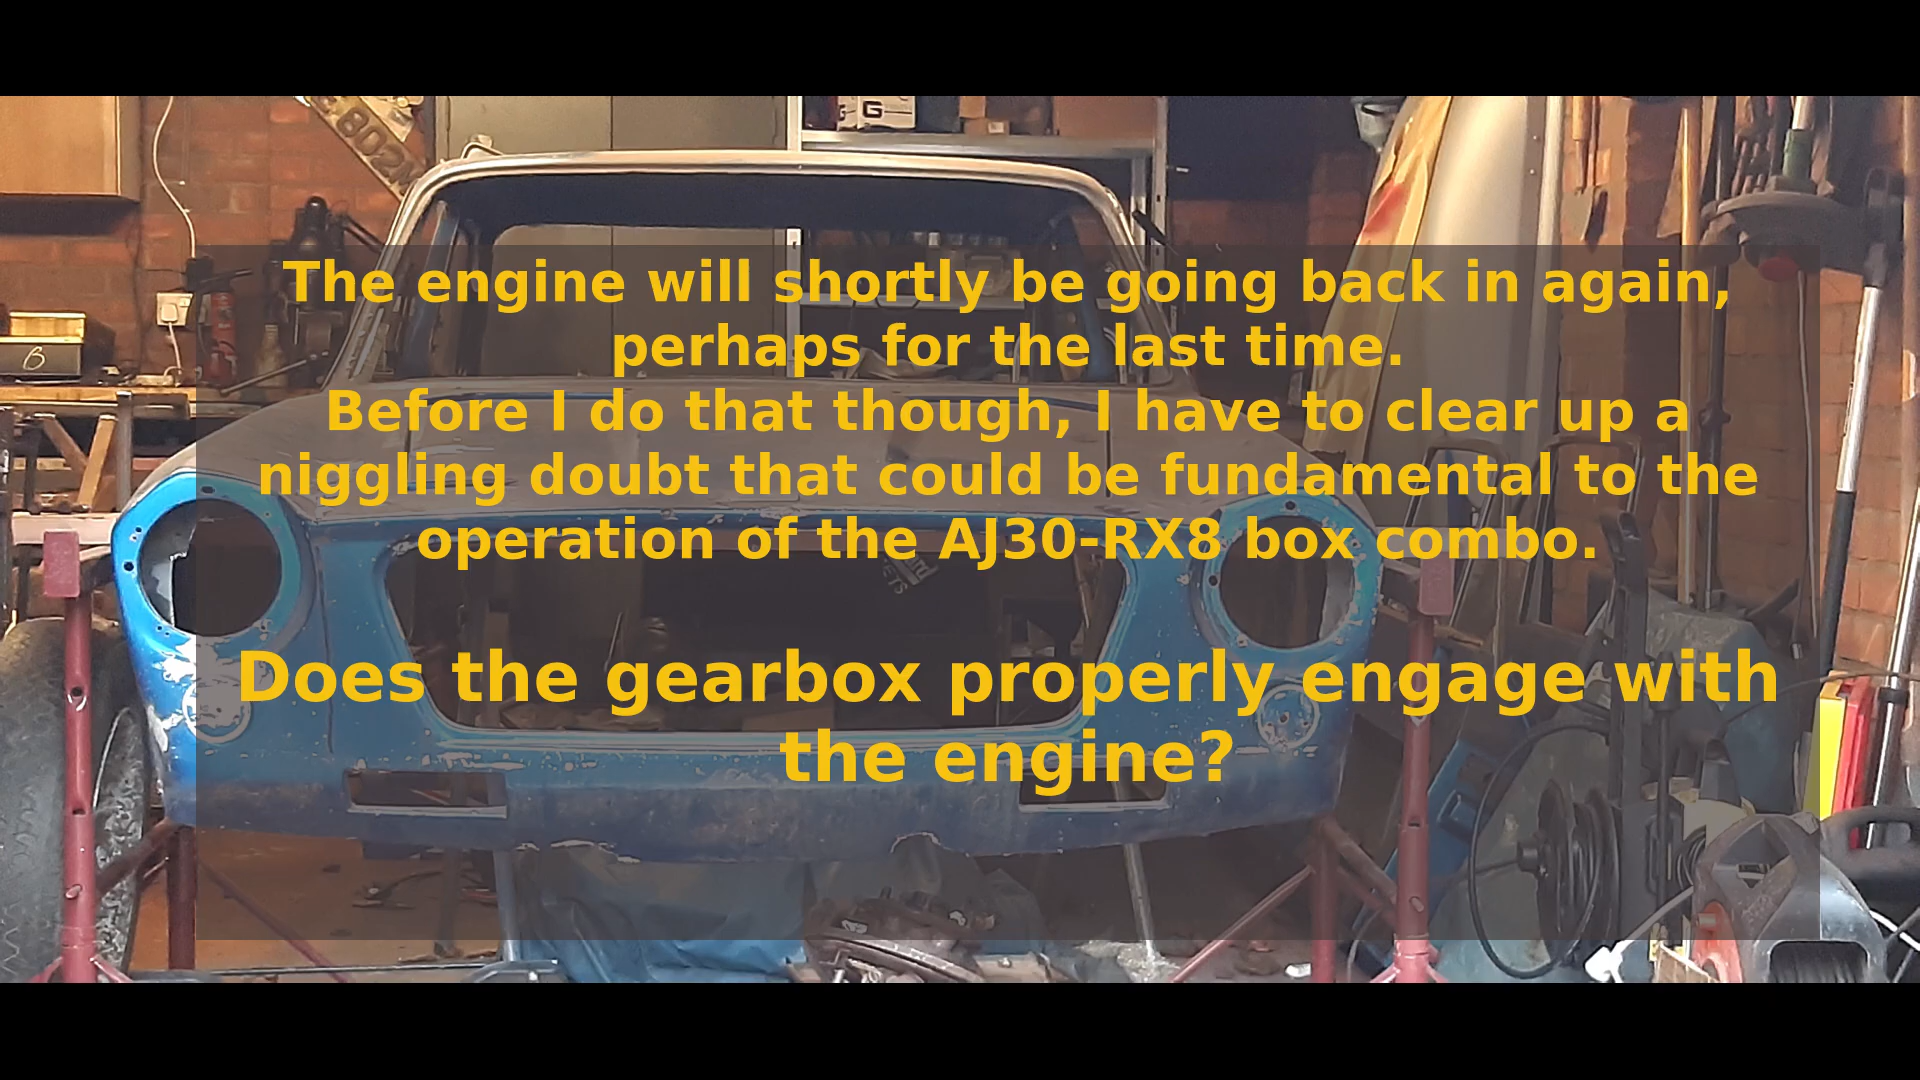 802
G G
B
The engine will shortly be going back in again,
perhaps for the last time.
Before I do that though, I have to clear up a
niggling doubt that could be fundamental to the
operation of the AJ30-RX8 box combo.
Does the gearbox properly engage with
the engine?